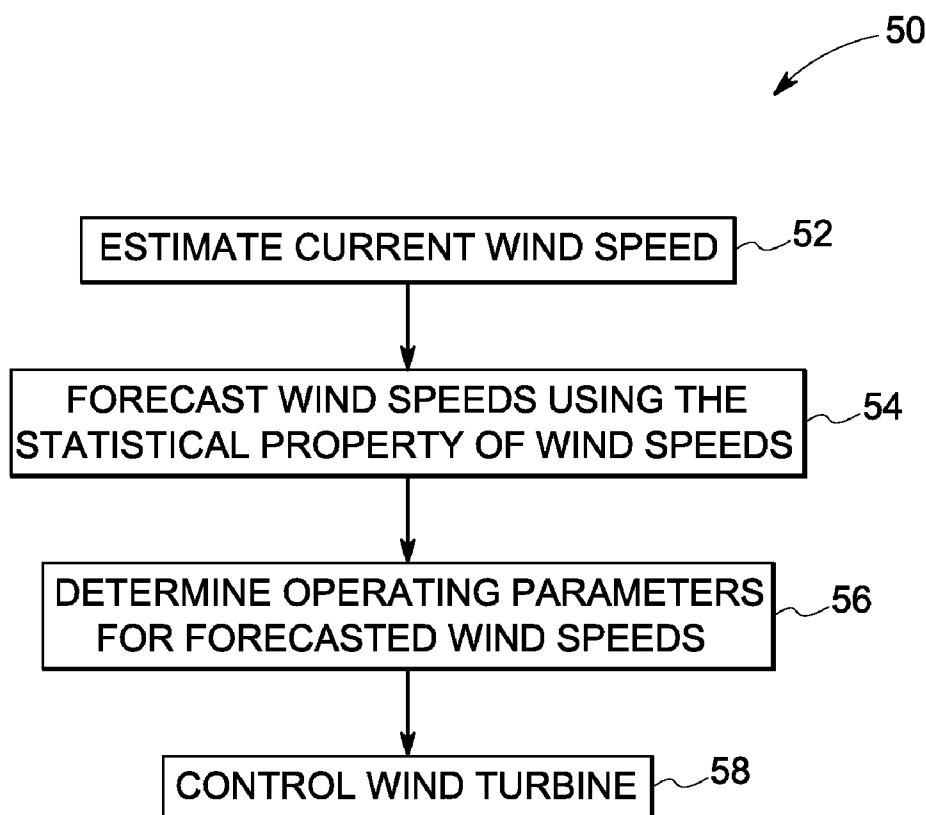 50
ESTIMATE CURRENT WIND SPEED
52
FORECAST WIND SPEEDS USING THE
STATISTICAL PROPERTY OF WIND SPEEDS
54
DETERMINE OPERATING PARAMETERS
FOR FORECASTED WIND SPEEDS
56
CONTROL WIND TURBINE
58